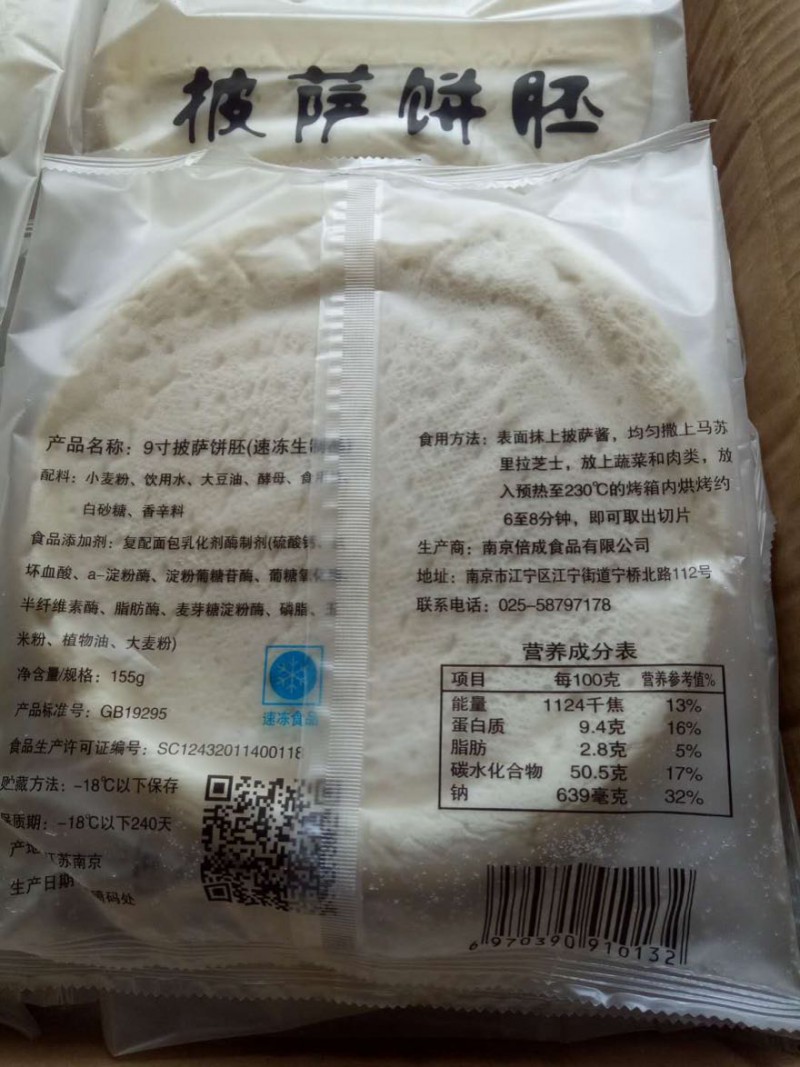 披萨饼胚
产品名称：9寸披萨饼胚(速冻生
配料：小麦粉、饮用水、大豆油、酵母、食
白砂糖、香辛料
食品添加剂：复配面包乳化剂酶制剂(硫酸钙、
坏血酸、a-淀粉酶、淀粉葡糖苷酶、葡糖氧化
半纤维素酶、脂肪酶、麦芽糖淀粉酶、磷脂、玉
米粉、植物油、大麦粉)
净含量/规格：155g
产品标准号：GB19295
食品生产许可证编号：SC12432011400118
贮藏方法：-18℃以下保存
质期：-18℃以下240天
产地 苏南京
生产日期 码处
速冻食品
食用方法：表面抹上披萨酱，均匀撒上马苏
里拉芝士，放上蔬菜和肉类，放
入预热至230℃的烤箱内烘烤约
6至8分钟，即可取出切片
生产商：南京倍成食品有限公司
地址：南京市江宁区江宁街道宁桥北路112号
联系电话：025-58797178
营养成分表
项目 每100克 营养参考值%
能量 1124千焦 13%
蛋白质 9.4克 16%
脂肪 2.8克 5%
碳水化合物 50.5克 17%
钠 639毫克 32%
6970390910132